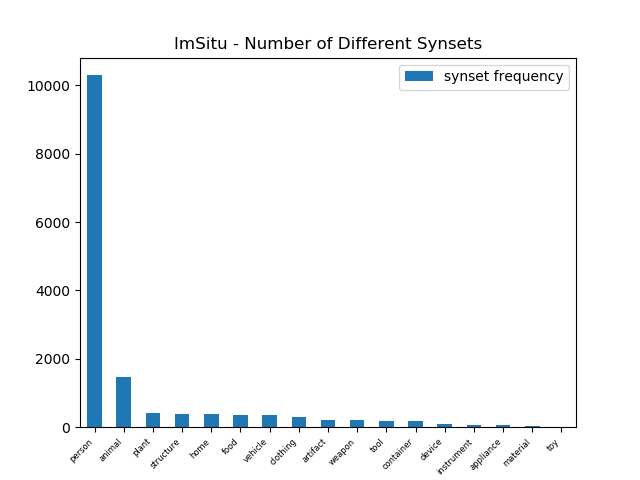 ImSitu - Number of Different Synsets
synset frequency
10000
8000
6000
4000
2000
0
person
animal
plant
structure
home
food
vehicle
clothing
artifact
weapon
tool
container
device
instrument
appliance
material
toy